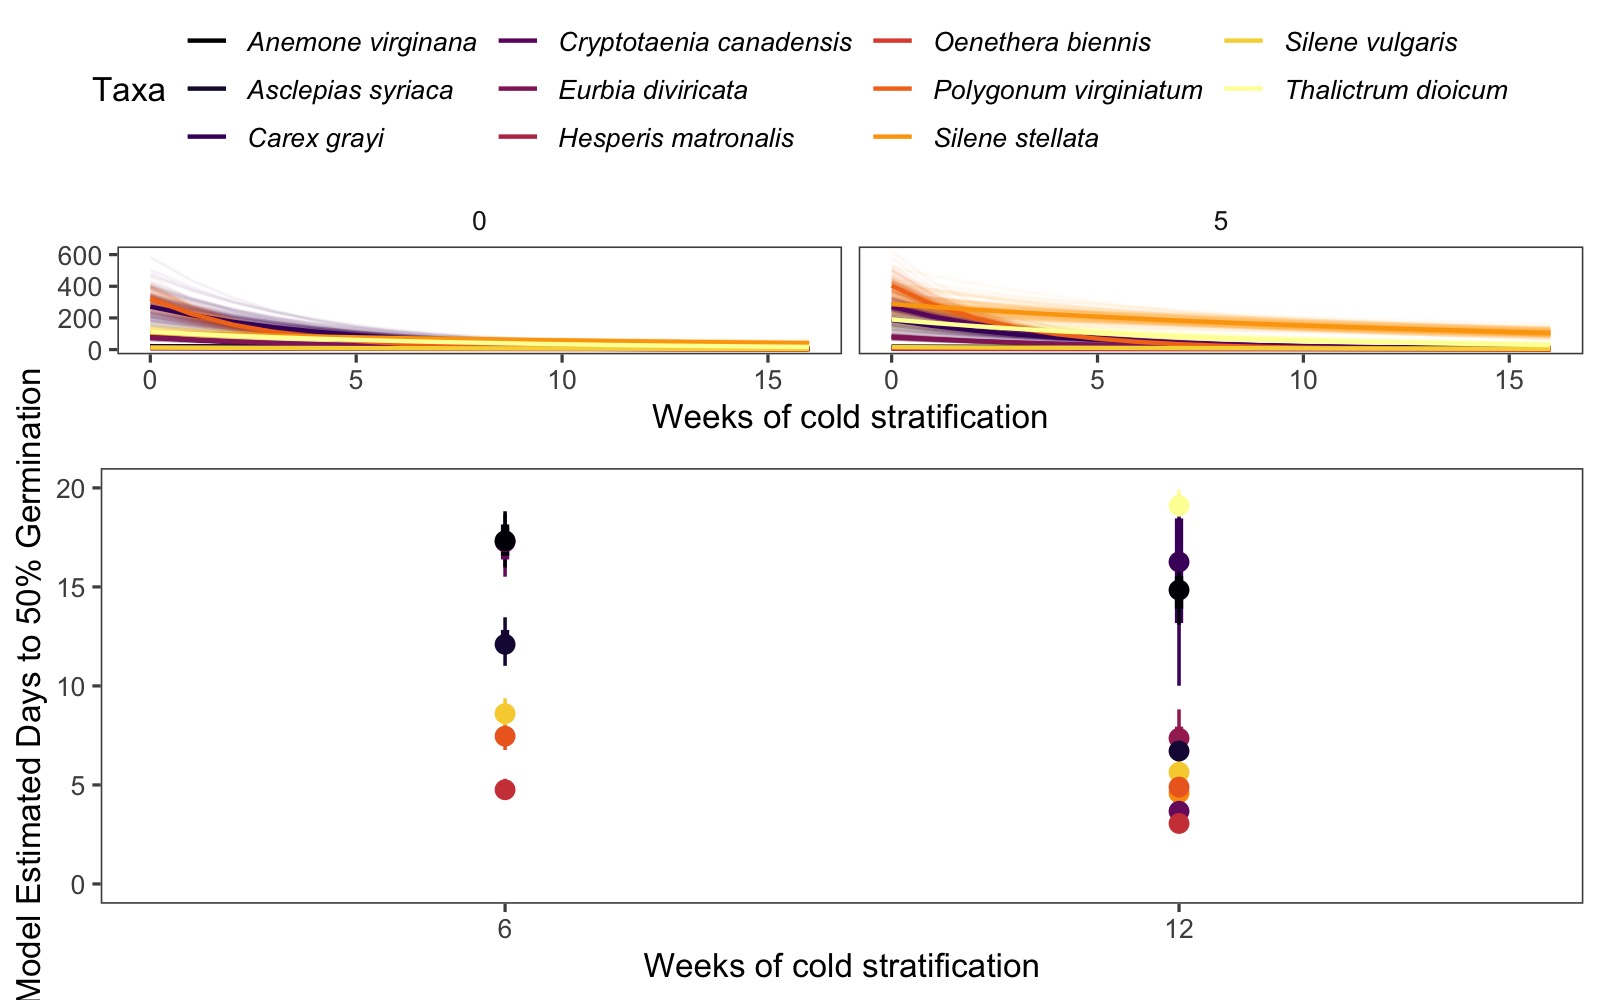 Anemone virginana Cryptotaenia canadensis Oenethera biennis Silene vulgaris
Taxa Asclepias syriaca Eurbia diviricata Polygonum virginiatum Thalictrum dioicum
Carex grayi Hesperis matronalis Silene stellata
0 5
600
400
200
0
0 5 10 15 0 5 10 15
Weeks of cold stratification
Model Estimated Days to 50% Germination
20
15
10
5
0
6 12
Weeks of cold stratification